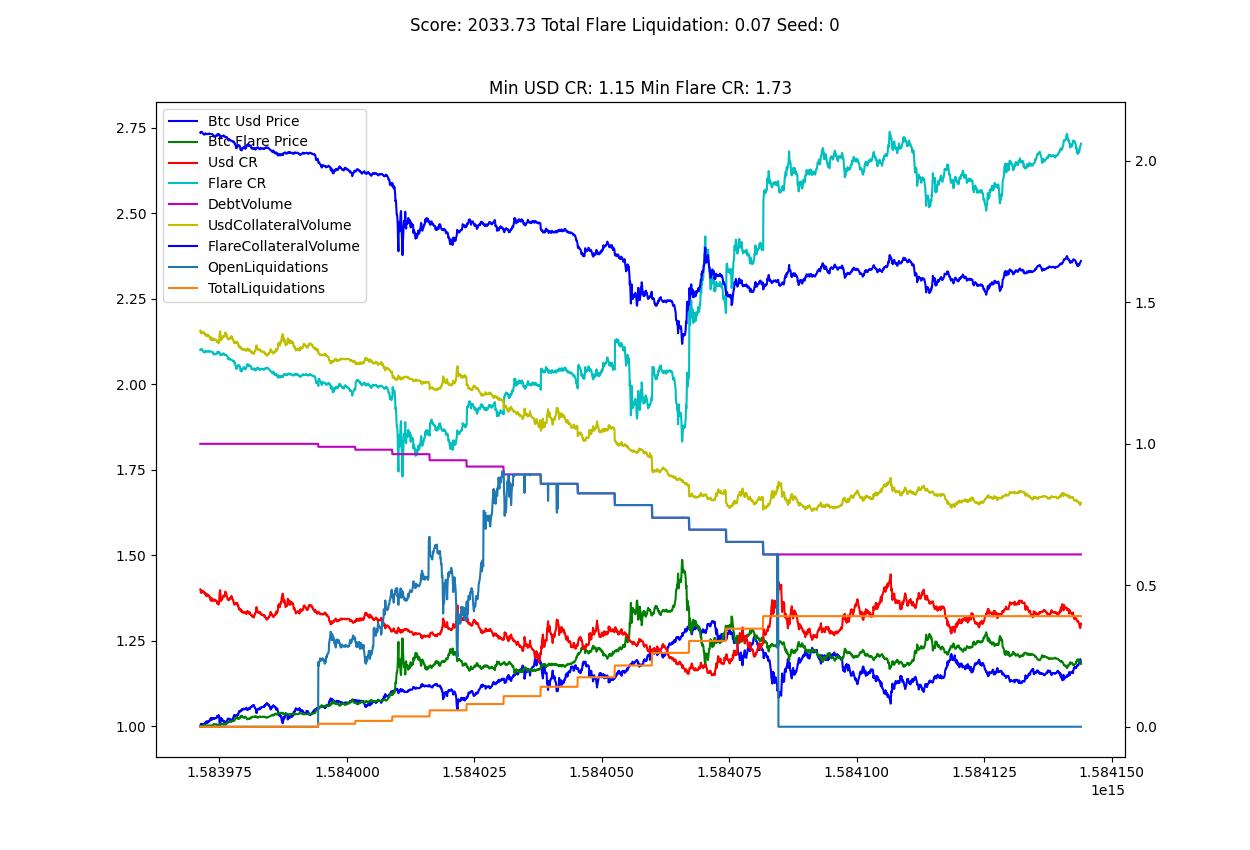 Score: 2033.73 Total Flare Liquidation: 0.07 Seed: 0
Min USD CR: 1.15 Min Flare CR: 1.73
Btc Usd Price
Btc Flare Price
Usd CR
Flare CR
DebtVolume
UsdCollateralVolume
FlareCollateralVolume
OpenLiquidations
TotalLiquidations
2.75
2.50
2.25
2.00
1.75
1.50
1.25
1.00
2.0
1.5
1.0
0.5
0.0
1.583975 1.584000 1.584025 1.584050 1.584075 1.584100 1.584125 1.584150
1e15